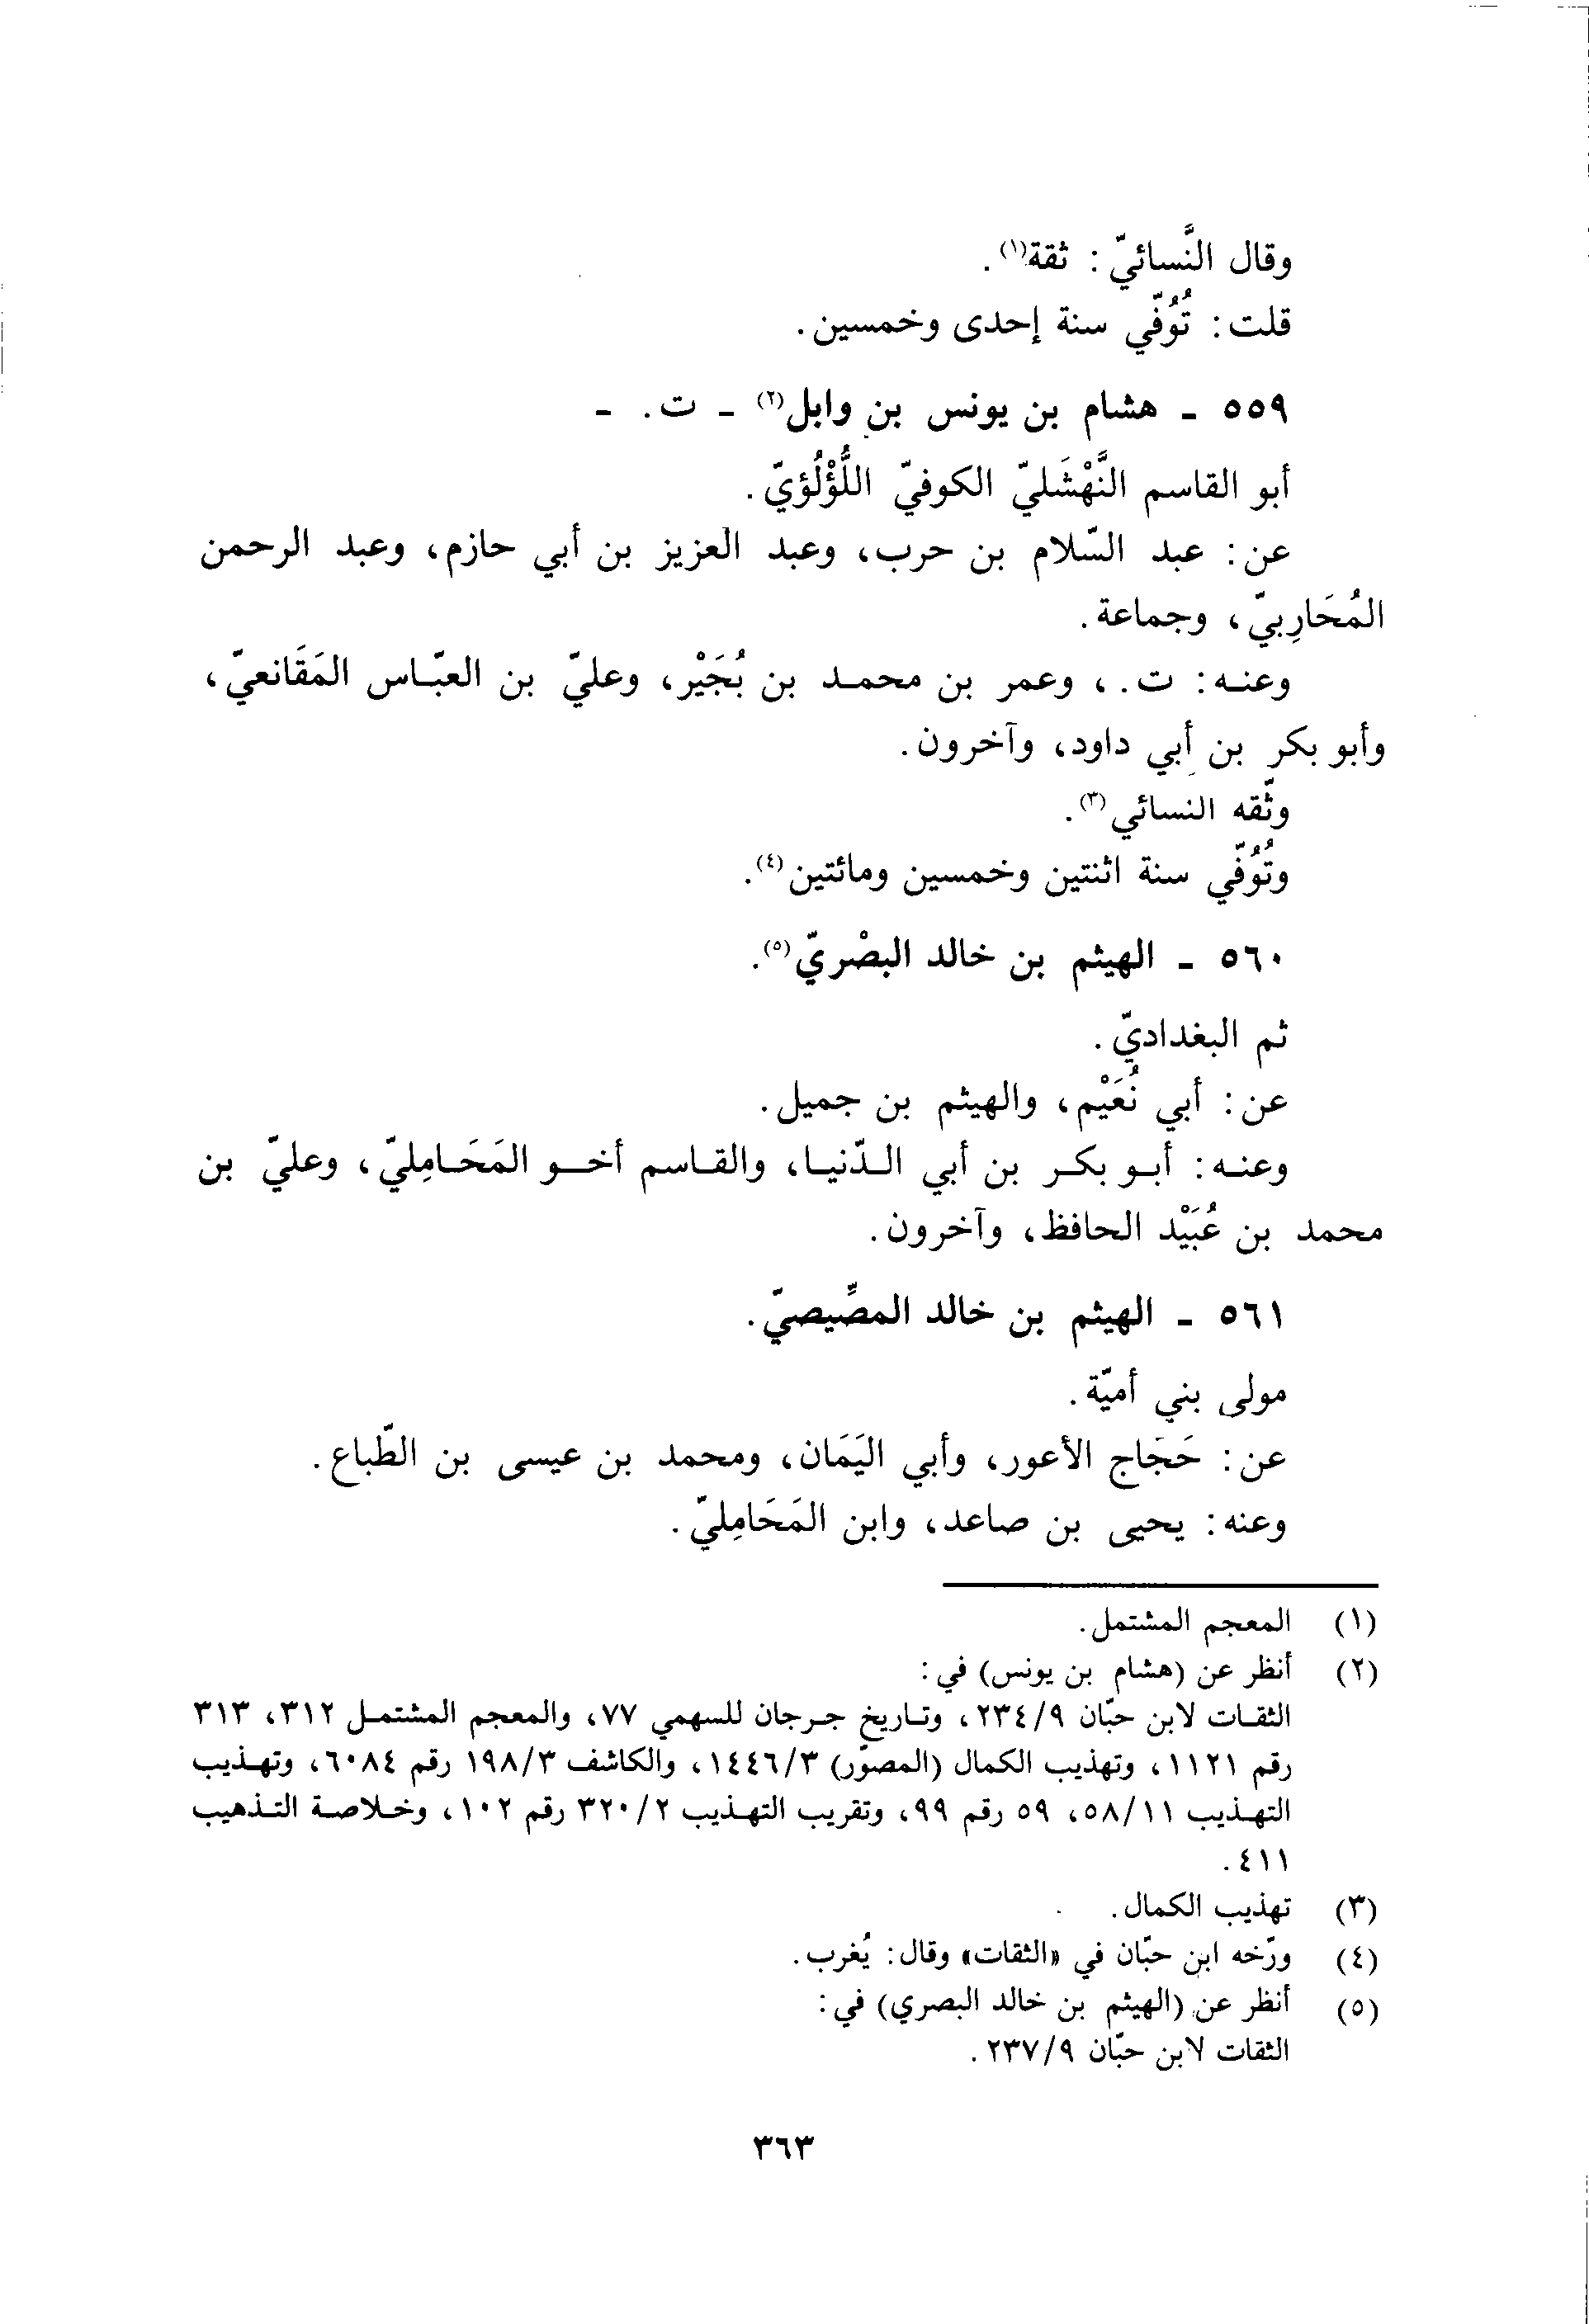 وقال النَّسائيّ: ثقة(١).
قلت: تُوُفّي سنة إحدى وخمسين.
٥٥٩ - هشام بن يونس بن وابل(٢) - ت. -
أبو القاسم النَّهْشَليّ الكوفيّ اللُّؤْلُؤيّ.
عن: عبد السّلام بن حرب، وعبد العزيز بن أبي حازم، وعبد الرحمن
المُحَارِبيّ، وجماعة.
وعنه: ت.، وعمر بن محمد بن بُجَيْر، وعليّ بن العبّاس المَقَانعيّ،
وأبو بكر بن أبي داود، وآخرون.
وثّقه النسائي(٣).
وتُوُفّي سنة اثنتين وخمسين ومائتين(٤).
٥٦٠ - الهيثم بن خالد البصْريّ(٥).
ثم البغداديّ.
عن: أبي نُعَيْم، والهيثم بن جميل.
وعنه: أبو بكر بن أبي الدّنيا، والقاسم أخو المَحَامِليّ، وعليّ بن
محمد بن عُبَيْد الحافظ، وآخرون.
٥٦١ - الهيثم بن خالد المصِّيصيّ.
مولى بني أميّة.
عن: حَجّاج الأعور، وأبي اليَمَان، ومحمد بن عيسى بن الطّباع.
وعنه: يحيى بن صاعد، وابن المَحَامِليّ.
(١) المعجم المشتمل.
(٢) أنظر عن (هشام بن يونس) في:
الثقات لابن حبّان ٢٣٤/٩، وتاريخ جرجان للسهمي ٧٧، والمعجم المشتمل ٣١٢، ٣١٣
رقم ١١٢١، وتهذيب الكمال (المصوّر) ١٤٤٦/٣، والكاشف ١٩٨/٣ رقم ٦٠٨٤، وتهذيب
التهذيب ٥٨/١١، ٥٩ رقم ٩٩، وتقريب التهذيب ٣٢٠/٢ رقم ١٠٢، وخلاصة التذهيب
٤١١.
(٣) تهذيب الكمال.
(٤) ورّخه ابن حبّان في «الثقات» وقال: يُغرب.
(٥) أنظر عن (الهيثم بن خالد البصري) في:
الثقات لابن حبّان ٢٣٧/٩.
٣٦٣